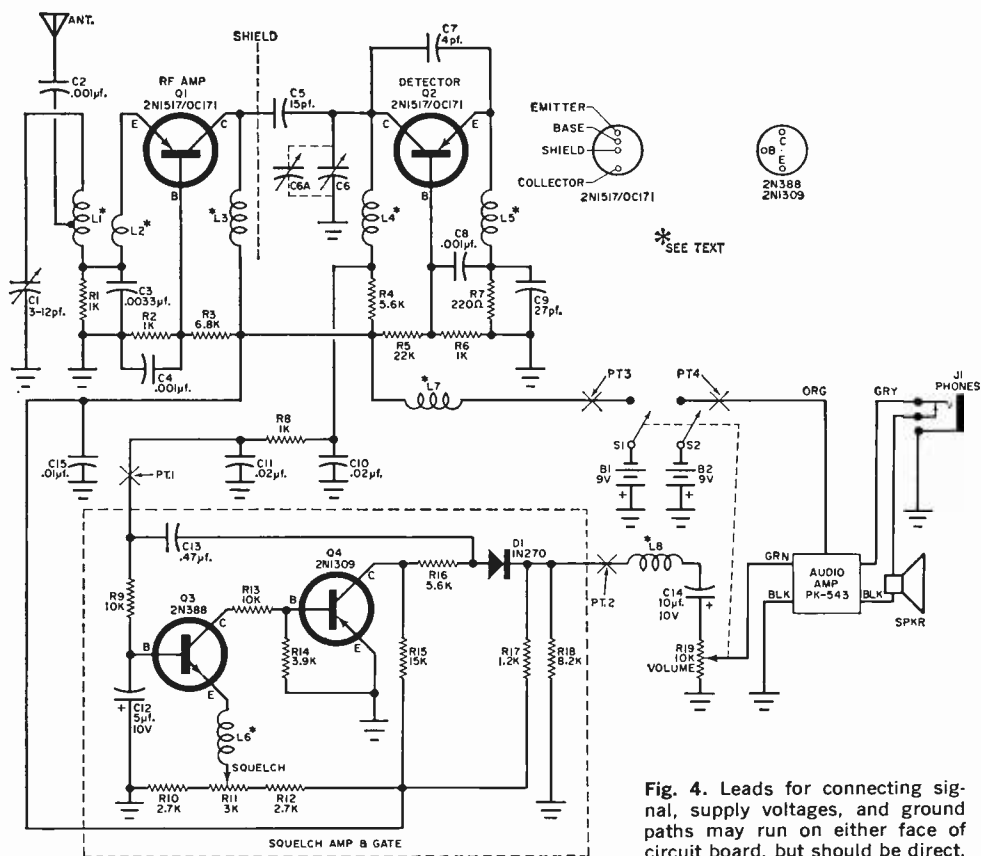 ANT.
C2
.001µf.
RF AMP
Q1
2N1517/OC171
SHIELD
C5
15pf.
C7
4pf.
DETECTOR
Q2
2N1517/OC171
EMITTER
BASE
SHIELD
COLLECTOR
2N1517/OC171
C
B
E
2N388
2N1309
E
C
B
C
E
B
C6A
C6
L1*
L2*
*L3
L4*
L5*
*SEE TEXT
C8
.001µf.
C1
3-12pf.
R1
1K
C3
.0033µf.
R2
1K
R3
6.8K
C4
.001µf.
R4
5.6K
R5
22K
R6
1K
R7
220Ω
C9
27pf.
*L7
PT3
PT4
ORG
GRY
J1
PHONES
R8
1K
C15
.01µf.
PT.1
C11
.02µf.
C10
.02µf.
S1
S2
B1
9V
+
B2
9V
+
C13
.47µf.
Q4
2N1309
C
B
E
R16
5.6K
D1
1N270
PT.2
*L8
C14
10µf.
10V
+
GRN
BLK
AUDIO
AMP
PK-543
BLK
SPKR
R9
10K
Q3
2N388
B
C
E
R13
10K
R14
3.9K
R15
15K
R17
1.2K
R18
8.2K
R19
10K
VOLUME
+
C12
5µf.
10V
L6*
SQUELCH
R10
2.7K
R11
3K
R12
2.7K
SQUELCH AMP & GATE
Fig. 4. Leads for connecting sig-
nal, supply voltages, and ground
paths may run on either face of
circuit board, but should be direct.